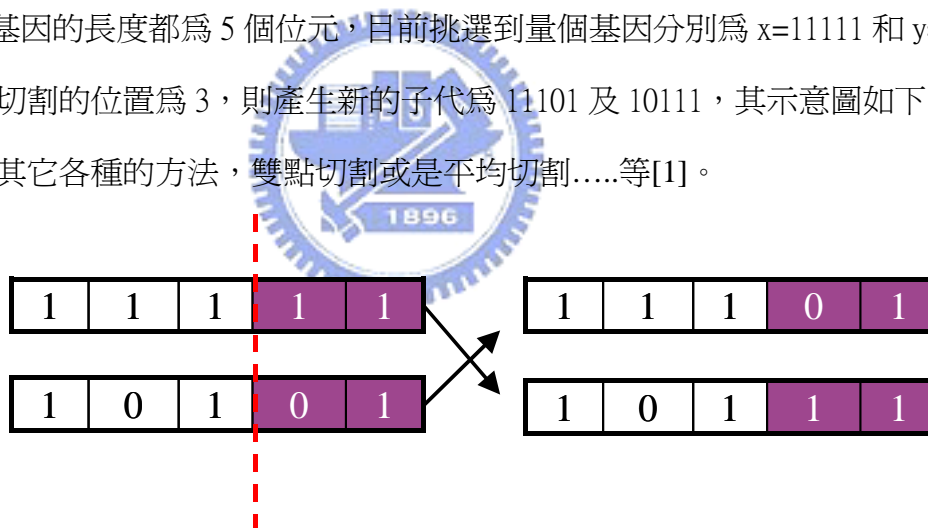 基因的長度都為 5 個位元，目前挑選到量個基因分別為 x=11111 和 y
切割的位置為 3，則產生新的子代為 11101 及 10111，其示意圖如下
其它各種的方法，雙點切割或是平均切割…..等[1]。
1896
1 1 1 1 1
1 1 1 0 1
1 0 1 0 1
1 0 1 1 1